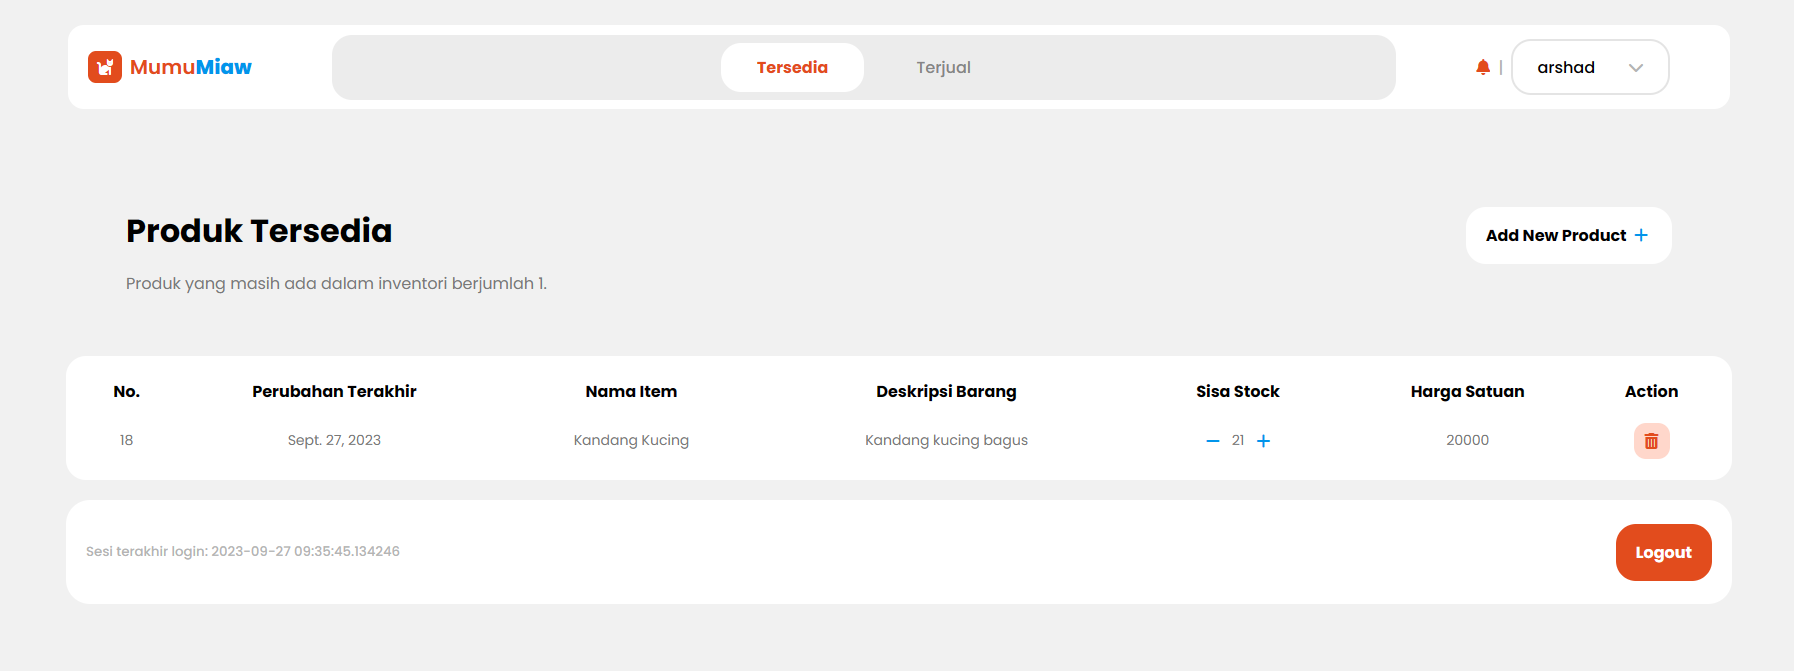 MumuMiaw
Tersedia
Terjual
|
arshad
Produk Tersedia
Add New Product +
Produk yang masih ada dalam inventori berjumlah 1.
No. Perubahan Terakhir Nama Item Deskripsi Barang Sisa Stock Harga Satuan Action
18 Sept. 27, 2023 Kandang Kucing Kandang kucing bagus − 21 + 20000
Sesi terakhir login: 2023-09-27 09:35:45.134246
Logout